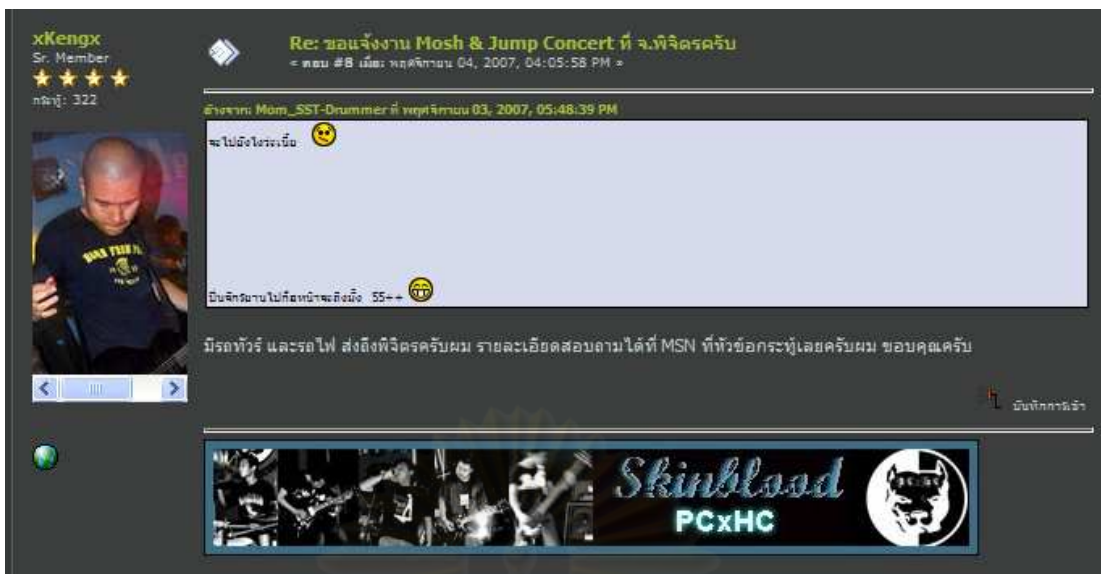 xKengx
Sr. Member
กระทู้: 322
Re: ขอแจ้งงาน Mosh & Jump Concert ที่ จ.พิจิตรครับ
« ตอบ #8 เมื่อ: พฤศจิกายน 04, 2007, 04:05:58 PM »
อ้างจาก: Mom_SST-Drummer ที่ พฤศจิกายน 03, 2007, 05:48:39 PM
จะไปยังไงว่ะเนี้ย
ปั่นจักรยานไปก็อหน้าจะถึงมั้ง 55++
มีรถทัวร์ และรถไฟ ส่งถึงพิจิตรครับผม รายละเอียดสอบถามได้ที่ MSN ที่หัวข้อกระทู้เลยครับผม ขอบคุณครับ
บันทึกการเข้า
Skinblood
PCxHC